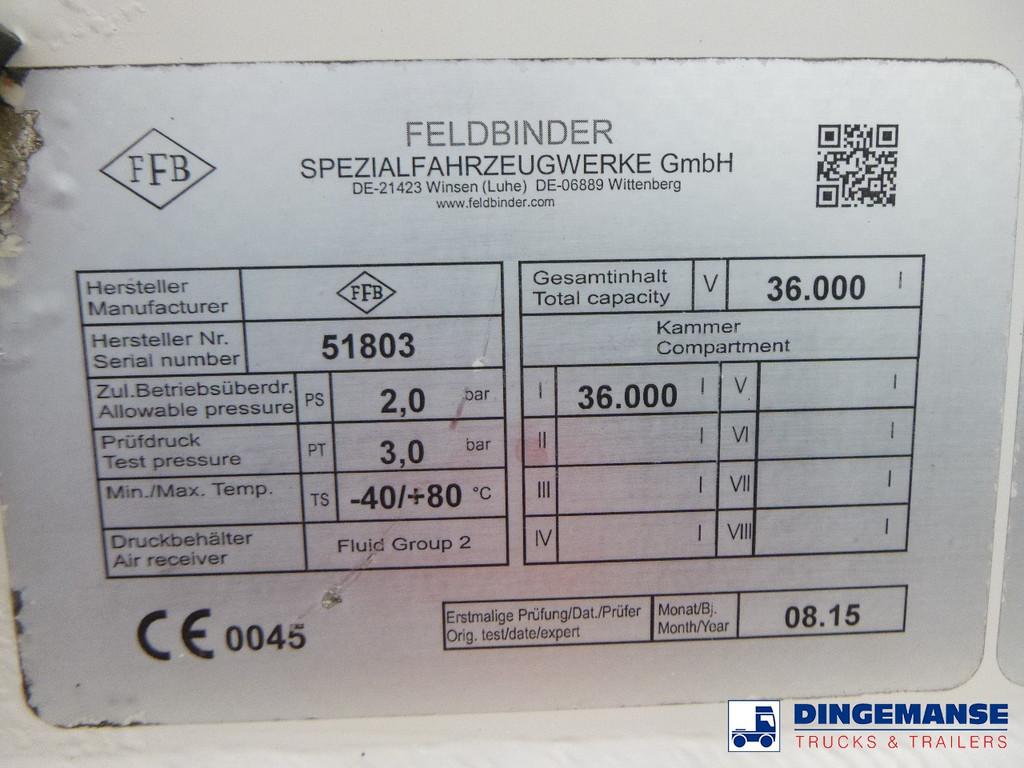 FFB
FELDBINDER
SPEZIALFAHRZEUGWERKE GmbH
DE-21423 Winsen (Luhe) DE-06889 Wittenberg
www.feldbinder.com
Hersteller
Manufacturer
FFB
Hersteller Nr.
Serial number
51803
Zul.Betriebsüberdr.
Allowable pressure
PS
2,0 bar
Prüfdruck
Test pressure
PT
3,0 bar
Min./Max. Temp.
TS
-40/+80 °C
Druckbehälter
Air receiver
Fluid Group 2
Gesamtinhalt
Total capacity
V
36.000 l
Kammer
Compartment
I 36.000 l V l
II l VI l
III l VII l
IV l VIII l
CE 0045
Erstmalige Prüfung/Dat./Prüfer
Orig. test/date/expert
Monat/Bj.
Month/Year
08.15
DINGEMANSE
TRUCKS & TRAILERS